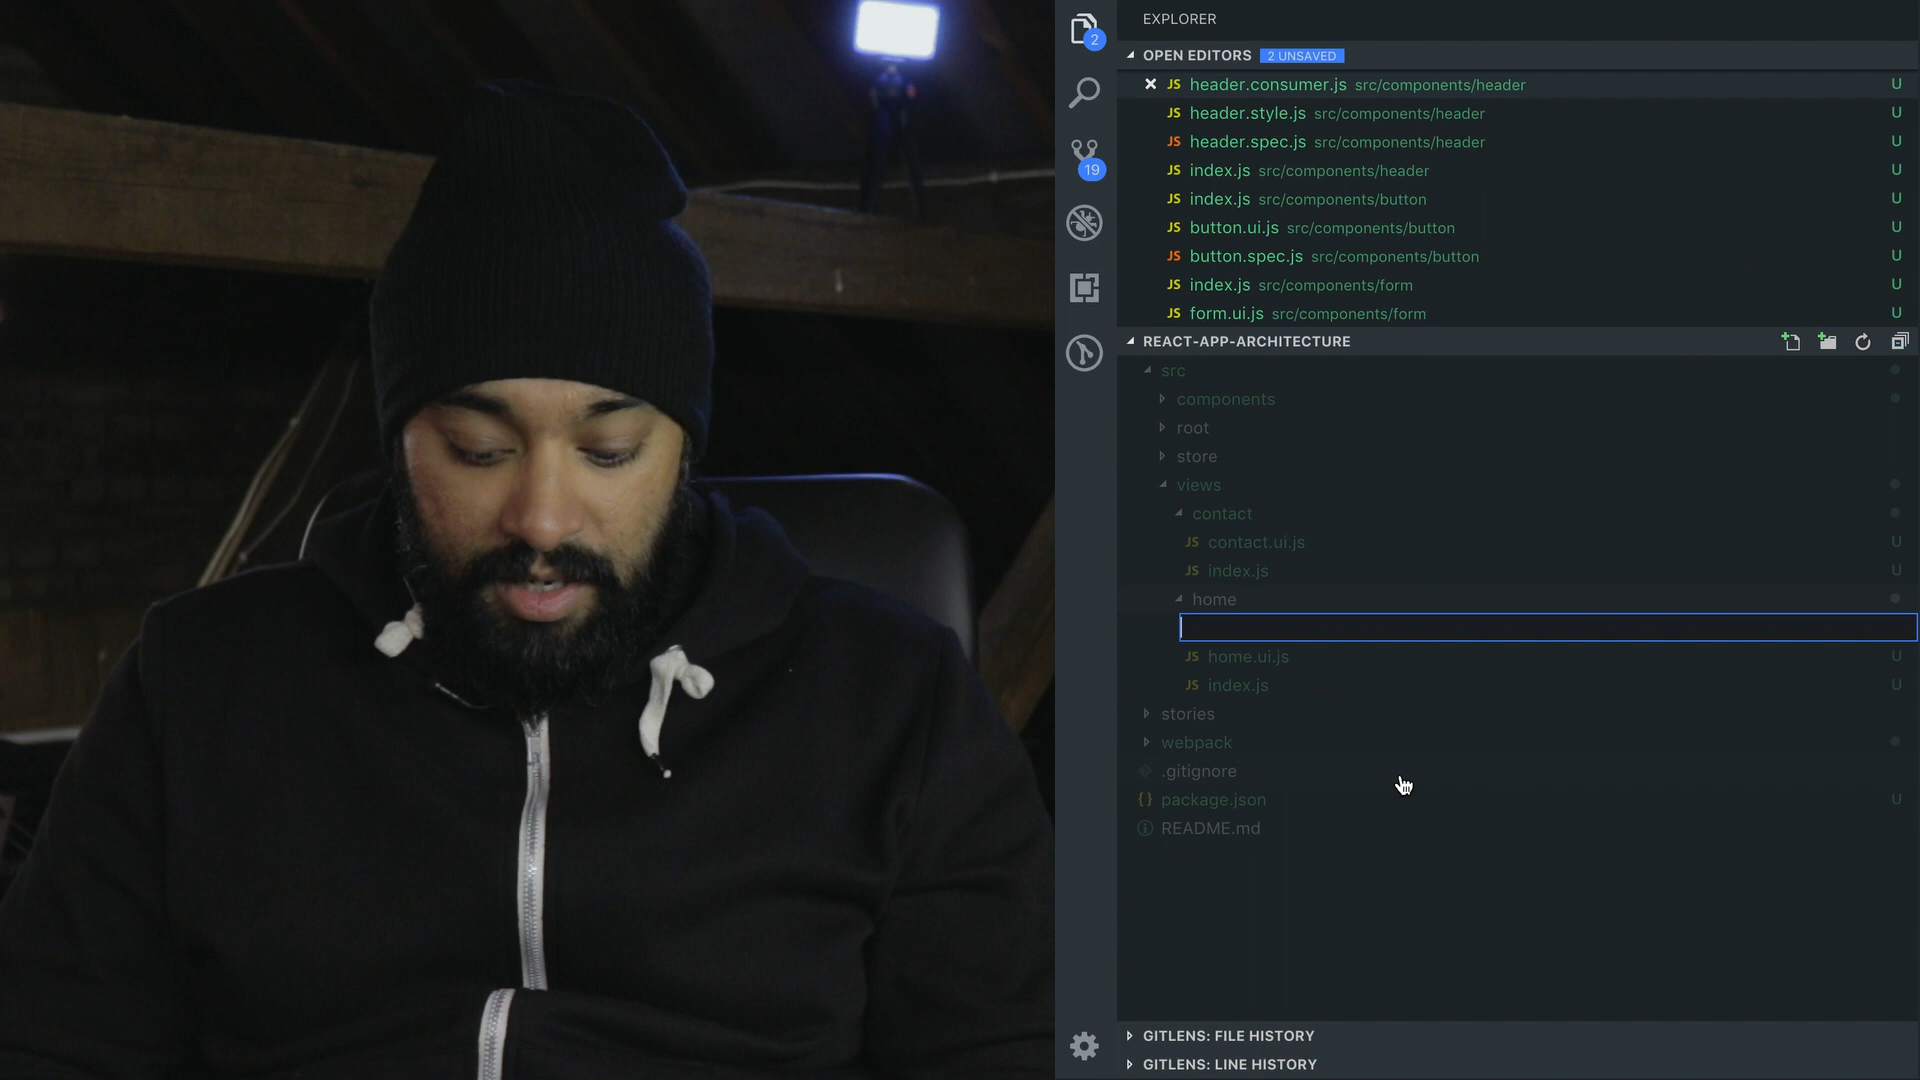 EXPLORER
2
OPEN EDITORS 2 UNSAVED
JS header.consumer.js src/components/header U
JS header.style.js src/components/header U
JS header.spec.js src/components/header U
19
JS index.js src/components/header U
JS index.js src/components/button U
JS button.ui.js src/components/button U
JS button.spec.js src/components/button U
JS index.js src/components/form U
JS form.ui.js src/components/form U
REACT-APP-ARCHITECTURE
src
components
root
store
views
contact
JS contact.ui.js U
JS index.js U
home
JS home.ui.js U
JS index.js U
stories
webpack
.gitignore
{} package.json U
README.md
GITLENS: FILE HISTORY
GITLENS: LINE HISTORY